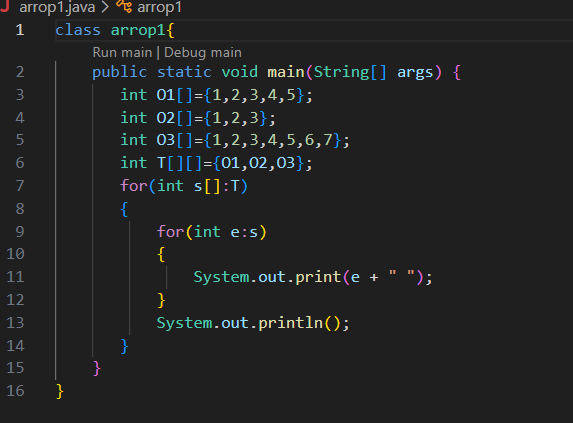 arrop1.java > arrop1
1 class arrop1{
Run main | Debug main
2 public static void main(String[] args) {
3 int O1[]={1,2,3,4,5};
4 int O2[]={1,2,3};
5 int O3[]={1,2,3,4,5,6,7};
6 int T[][]={O1,O2,O3};
7 for(int s[]:T)
8 {
9 for(int e:s)
10 {
11 System.out.print(e + " ");
12 }
13 System.out.println();
14 }
15 }
16 }